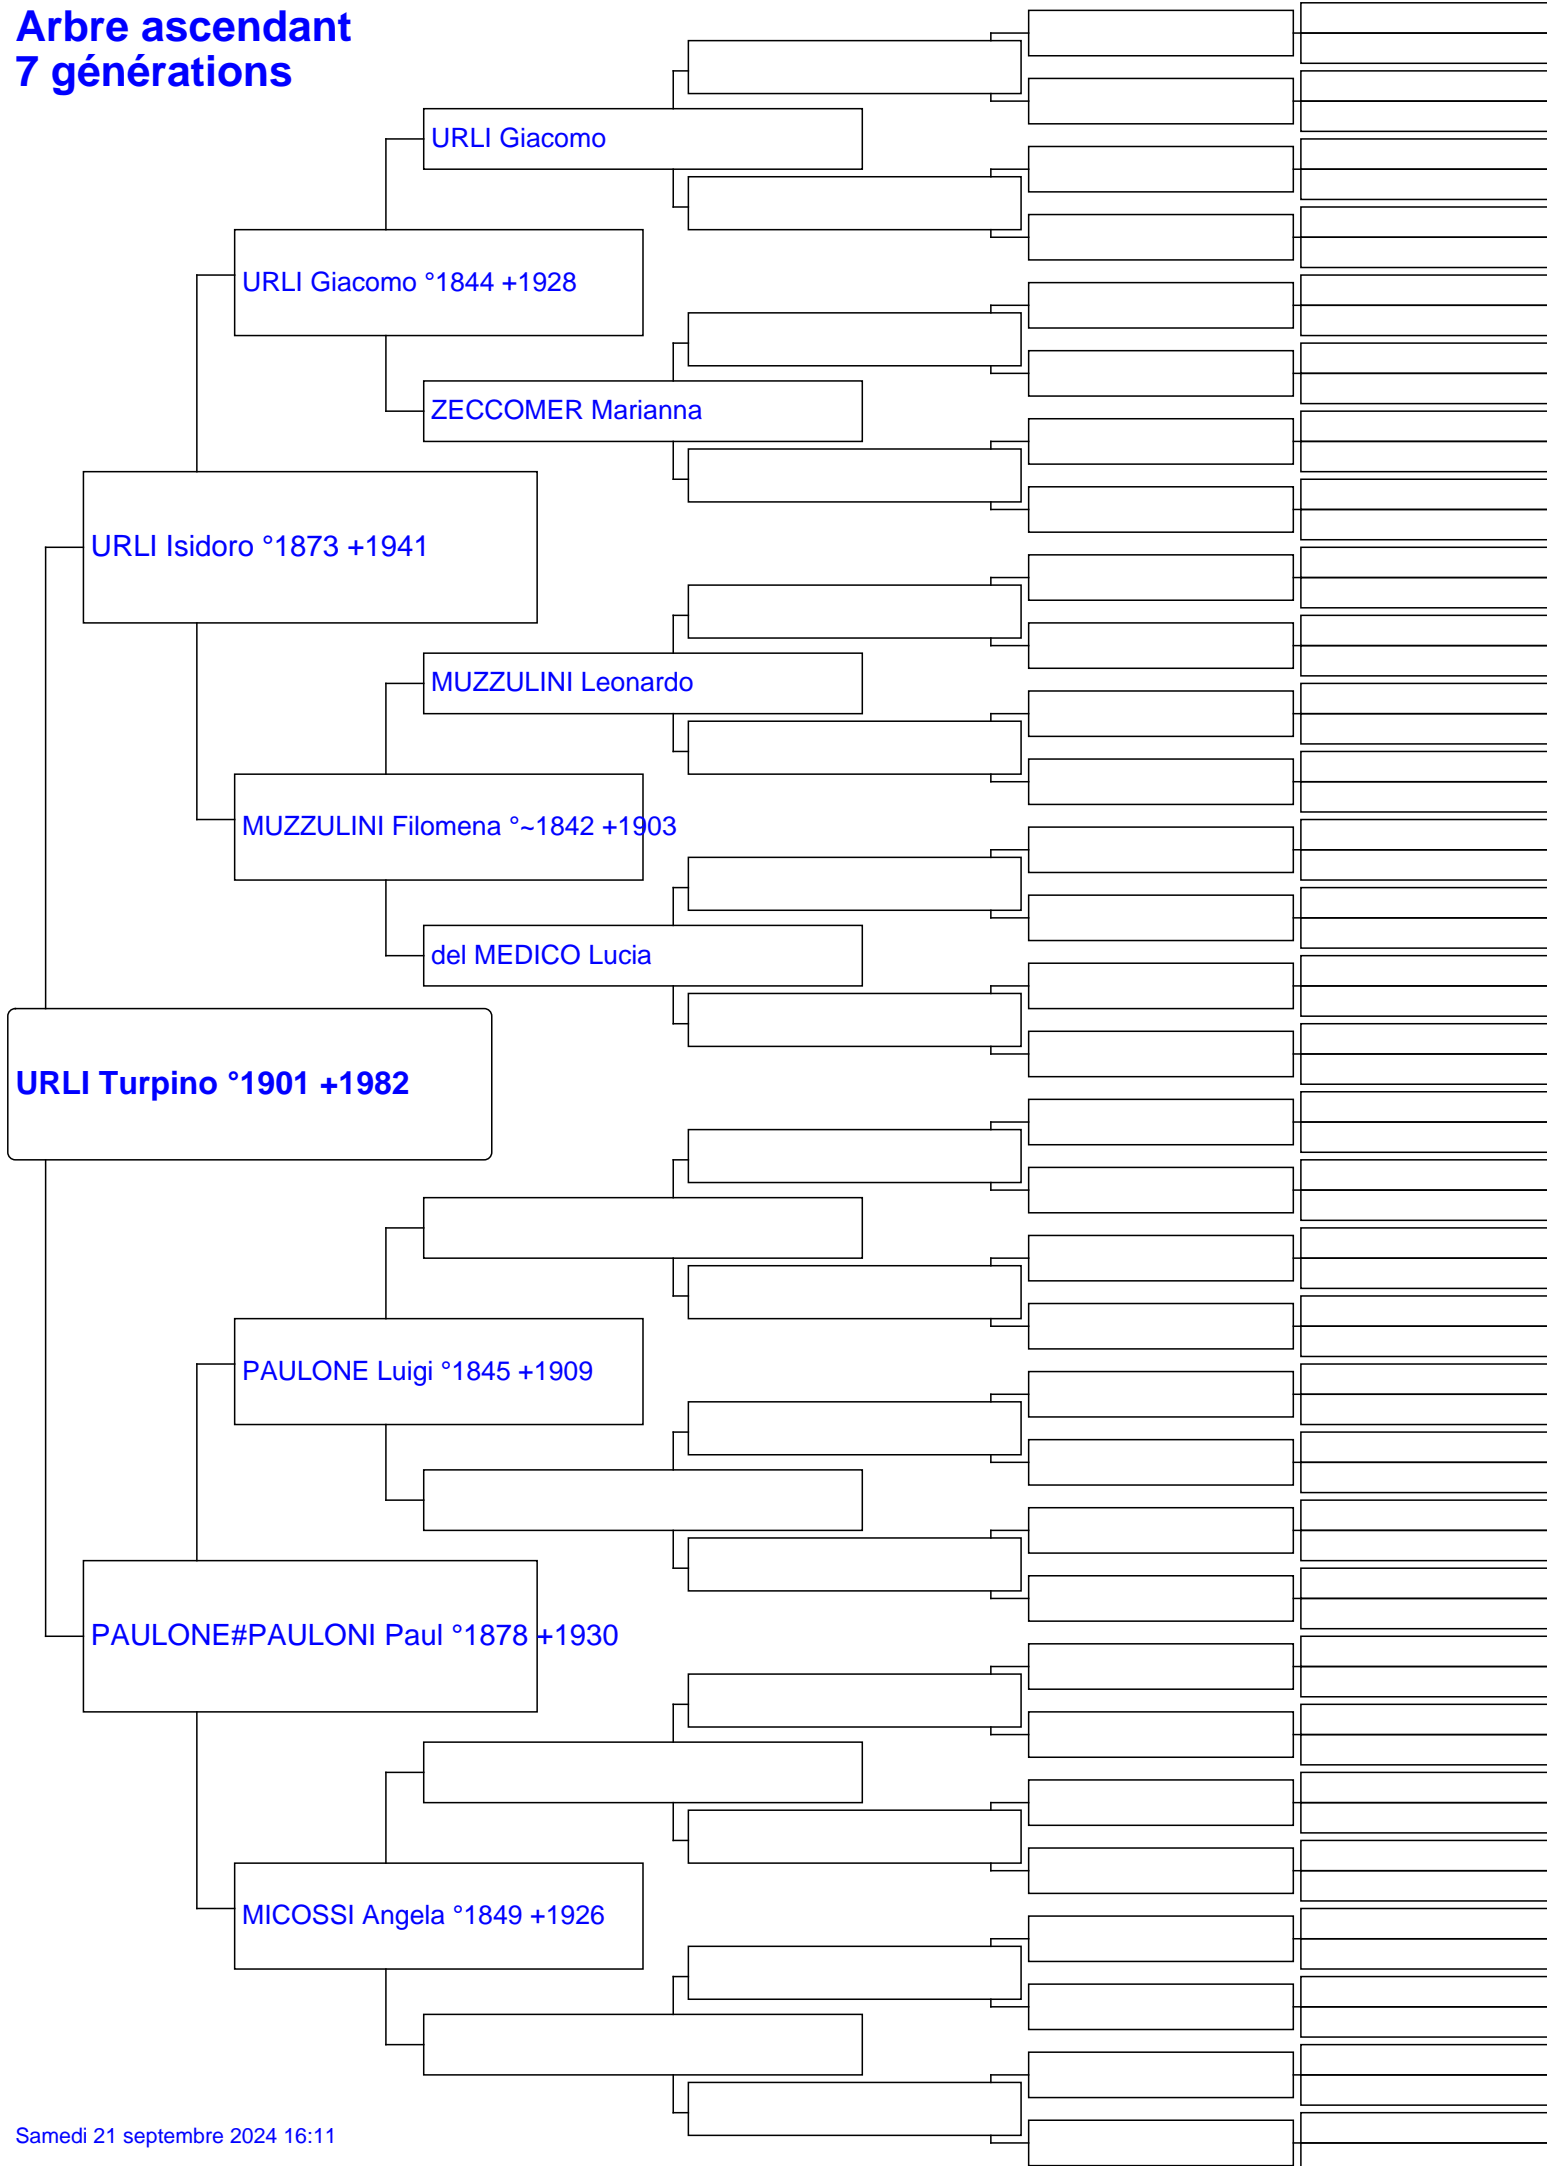 Arbre ascendant
7 générations
URLI Giacomo
URLI Giacomo °1844 +1928
ZECCOMER Marianna
URLI Isidoro °1873 +1941
MUZZULINI Leonardo
MUZZULINI Filomena °~1842 +1903
del MEDICO Lucia
URLI Turpino °1901 +1982
PAULONE Luigi °1845 +1909
PAULONE#PAULONI Paul °1878 +1930
MICOSSI Angela °1849 +1926
Samedi 21 septembre 2024 16:11